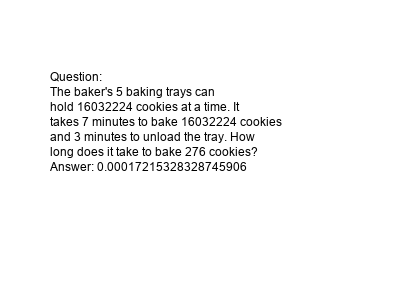 Question:
The baker's 5 baking trays can
hold 16032224 cookies at a time. It
takes 7 minutes to bake 16032224 cookies
and 3 minutes to unload the tray. How
long does it take to bake 276 cookies?
Answer: 0.00017215328328745906